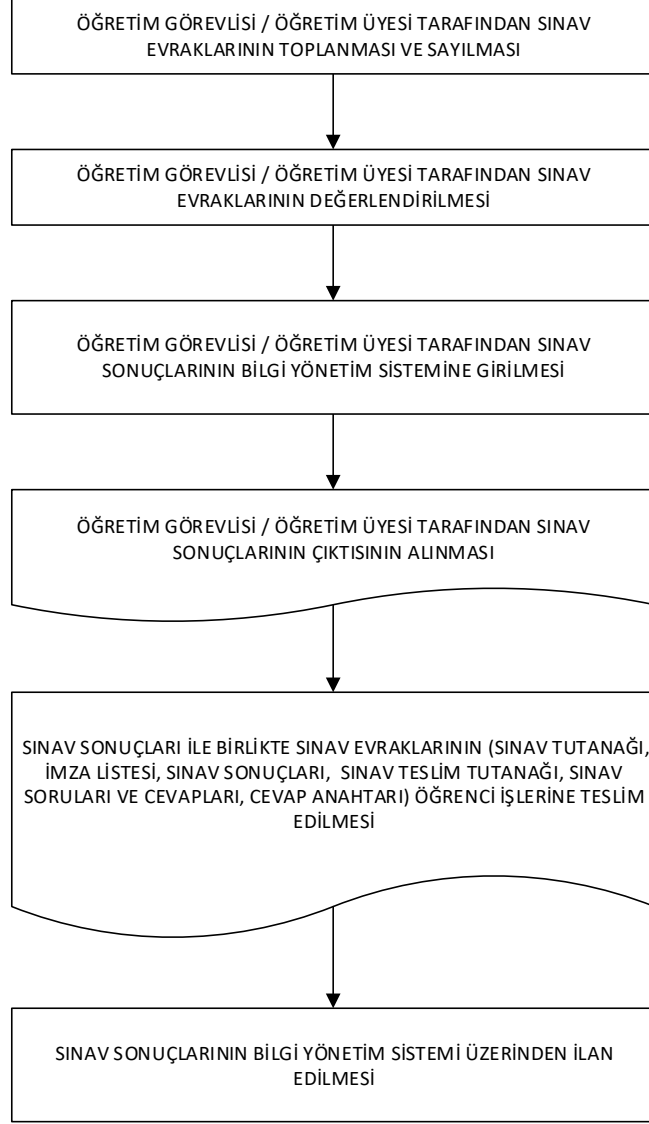 ÖĞRETİM GÖREVLİSİ / ÖĞRETİM ÜYESİ TARAFINDAN SINAV
EVRAKLARININ TOPLANMASI VE SAYILMASI
ÖĞRETİM GÖREVLİSİ / ÖĞRETİM ÜYESİ TARAFINDAN SINAV
EVRAKLARININ DEĞERLENDİRİLMESİ
ÖĞRETİM GÖREVLİSİ / ÖĞRETİM ÜYESİ TARAFINDAN SINAV
SONUÇLARININ BİLGİ YÖNETİM SİSTEMİNE GİRİLMESİ
ÖĞRETİM GÖREVLİSİ / ÖĞRETİM ÜYESİ TARAFINDAN SINAV
SONUÇLARININ ÇIKTISININ ALINMASI
SINAV SONUÇLARI İLE BİRLİKTE SINAV EVRAKLARININ (SINAV TUTANAĞI,
İMZA LİSTESİ, SINAV SONUÇLARI, SINAV TESLİM TUTANAĞI, SINAV
SORULARI VE CEVAPLARI, CEVAP ANAHTARI) ÖĞRENCİ İŞLERİNE TESLİM
EDİLMESİ
SINAV SONUÇLARININ BİLGİ YÖNETİM SİSTEMİ ÜZERİNDEN İLAN
EDİLMESİ